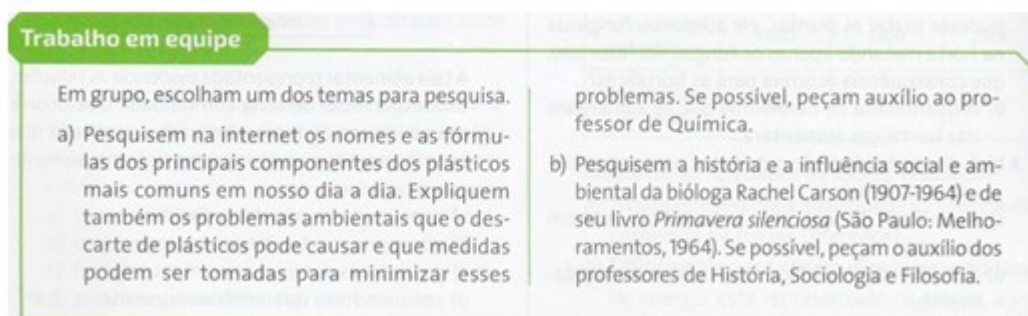 Trabalho em equipe
Em grupo, escolham um dos temas para pesquisa.
a) Pesquisem na internet os nomes e as fórmu-
las dos principais componentes dos plásticos
mais comuns em nosso dia a dia. Expliquem
também os problemas ambientais que o des-
carte de plásticos pode causar e que medidas
podem ser tomadas para minimizar esses
problemas. Se possível, peçam auxílio ao pro-
fessor de Química.
b) Pesquisem a história e a influência social e am-
biental da bióloga Rachel Carson (1907-1964) e de
seu livro Primavera silenciosa (São Paulo: Melho-
ramentos, 1964). Se possível, peçam o auxílio dos
professores de História, Sociologia e Filosofia.